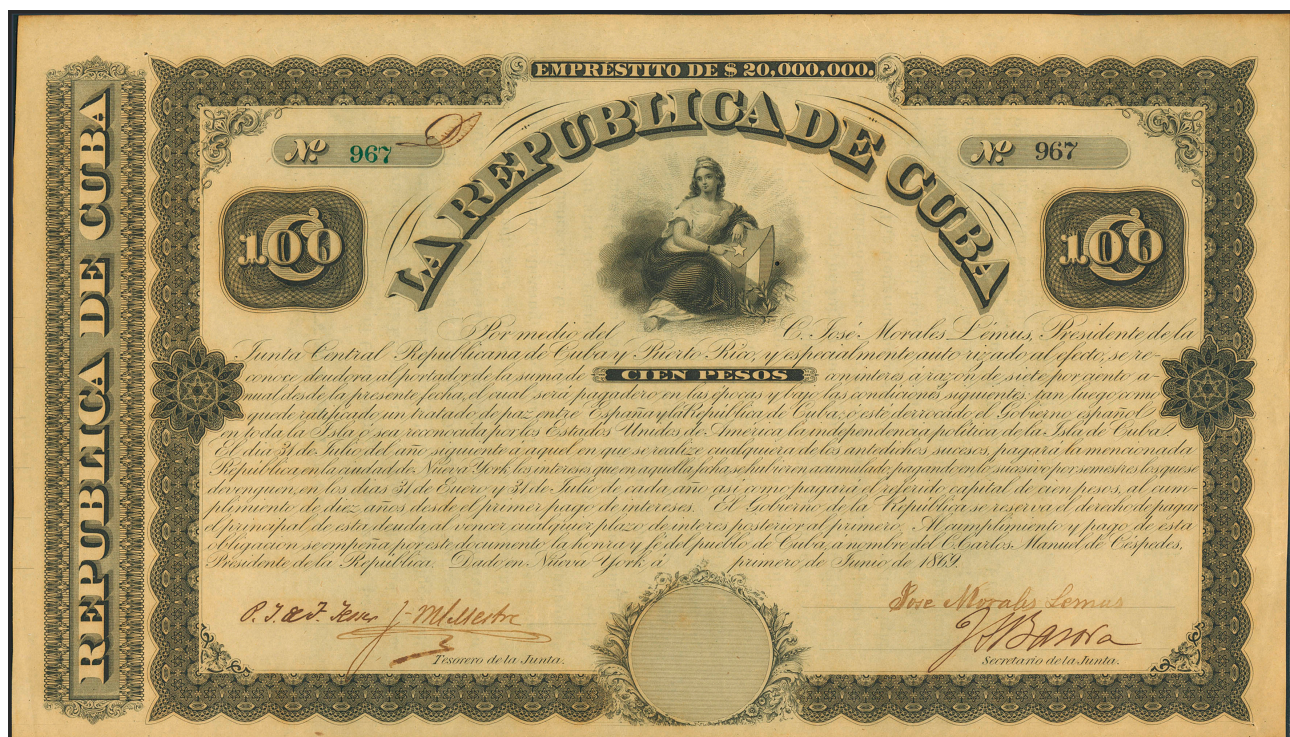 EMPRÉSTITO DE $ 20,000,000.
REPUBLICA DE CUBA
Nº 967
Nº 967
LA REPUBLICA DE CUBA
100
100
Por medio del C. José Morales Lémus, Presidente de la
Junta Central Republicana de Cuba y Puerto Rico, y especialmente auto rizado al efecto, se re-
conoce deudora al portador de la suma de CIEN PESOS con interes á razon de siete por ciento a-
nual desde la presente fecha, el cual será pagadero en las épocas y bajo las condiciones siguientes: tan luego como
quede ratificado un tratado de paz entre España y la República de Cuba, ó esté evocado el Gobierno español
en toda la Isla ó sea reconocida por los Estados Unidos de América la independencia política de la Isla de Cuba.
El dia 31 de Julio del año siguiente á aquel en que se realize cualquiera de los antedichos sucesos, pagará la mencionada
República en la ciudad de Nueva York los intereses que en aquella fecha se hubieren acumulado, pagando en lo sucesivo por semestres los que se
devenguen, en los dias 31 de Enero y 31 de Julio de cada año así como pagará el referido capital de cien pesos, al cum-
plimento de diez años desde el primer pago de intereses. El Gobierno de la República se reserva el derecho de pagar
el principal de esta deuda al vencer cualquier plazo de interes posterior al primero. Al cumplimiento y pago de esta
obligacion se empeña por este documento la honra y fé del pueblo de Cuba, á nombre del C. Carlos Manuel de Céspedes,
Presidente de la República. Dado en Nueva York á primero de Junio de 1869.
Jose Morales Lemus
J. M. Mestre
Tesorero de la Junta.
Secretario de la Junta.